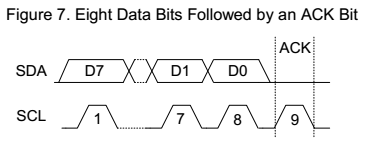 Figure 7. Eight Data Bits Followed by an ACK Bit
ACK
SDA D7 D1 D0
SCL 1 7 8 9